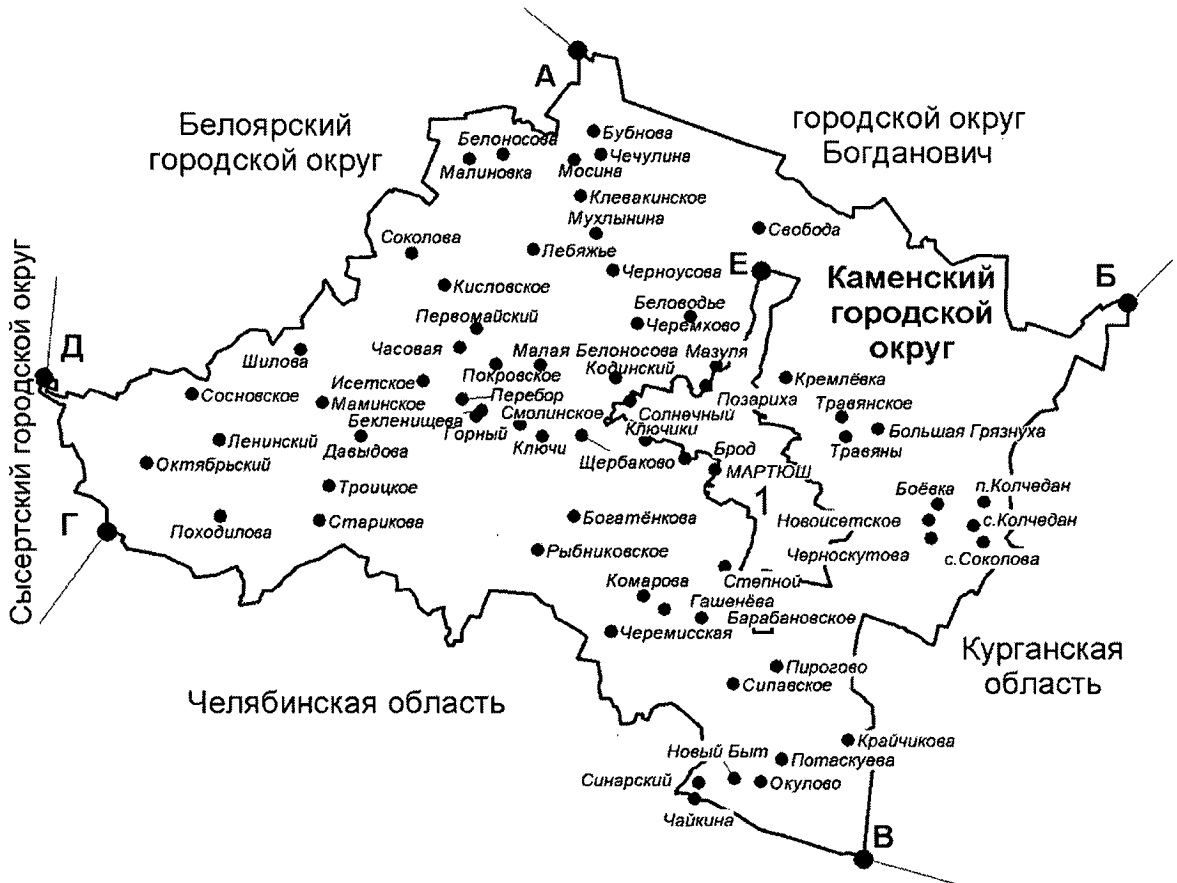 А
Белоярский
городской округ
городской округ
Богданович
Бубнова
Белоносова
Чечулина
Малиновка
Мосина
Клевакинское
Мухлынина
Свобода
Соколова
Лебяжье
Е
Черноусова
Каменский
городской
округ
Б
Кисловское
Беловодье
Первомайский
Черемхово
Д
Часовая
Малая Белоносова
Мазуля
Шилова
Покровское
Кодинский
Кремлёвка
Исетское
Перебор
Позариха
Сосновское
Маминское
Смолинское
Солнечный
Травянское
Бекленищева
Горный
Ключики
Большая Грязнуха
Ленинский
Давыдова
Ключи
Щербаково
Брод
Травяны
Октябрьский
МАРТЮШ
Троицкое
1
Боёвка
п.Колчедан
Г
Походилова
Старикова
Богатёнкова
Новоисетское
с.Колчедан
Рыбниковское
Черноскутова
с.Соколова
Сысертский городской округ
Комарова
Степной
Гашенёва
Барабановское
Черемисская
Курганская
область
Пирогово
Сипавское
Челябинская область
Крайчикова
Новый Быт
Потаскуева
Синарский
Окулово
Чайкина
В